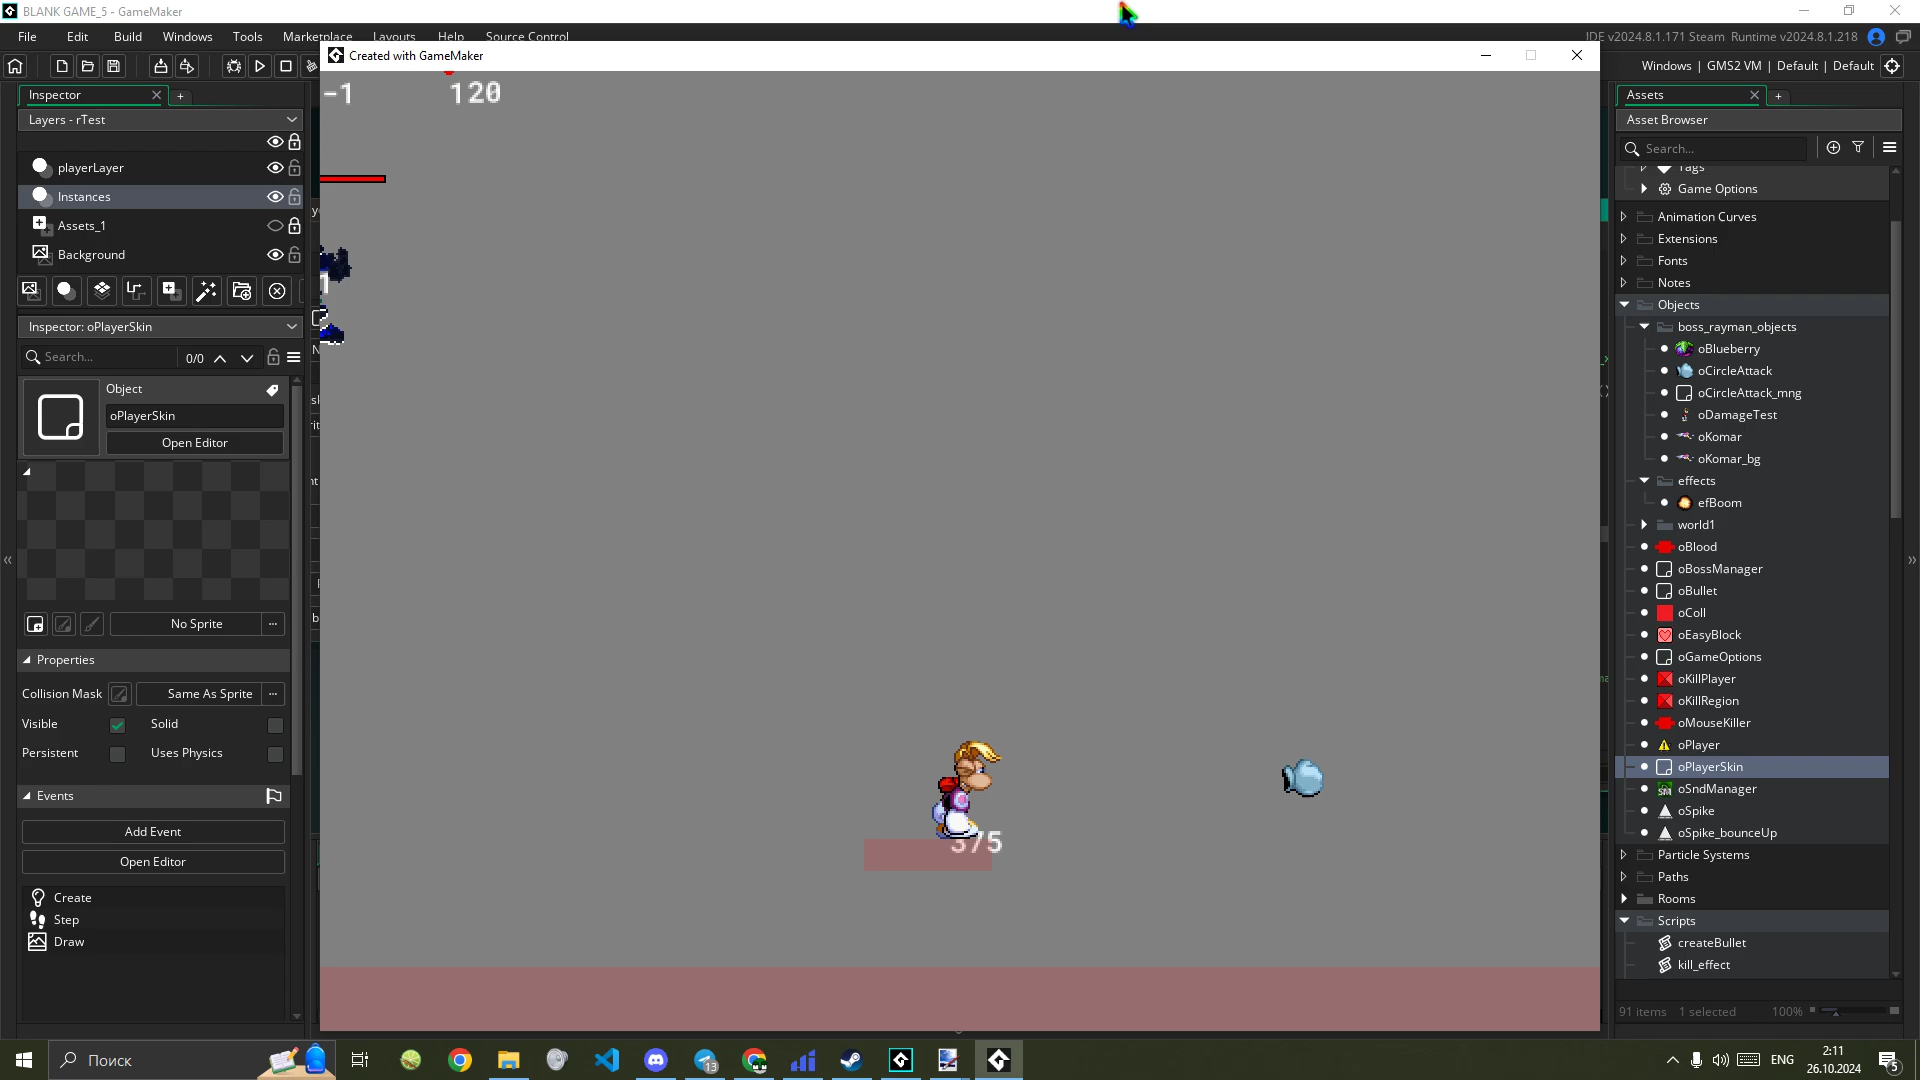 BLANK GAME_5 - GameMaker
File Edit Build Windows Tools Marketplace Layouts Help Source Control
IDE v2024.8.1.171 Steam Runtime v2024.8.1.218
Windows | GMS2 VM | Default | Default
Inspector
Layers - rTest
playerLayer
Instances
Assets_1
Background
Inspector: oPlayerSkin
Search...
0/0
Object
oPlayerSkin
Open Editor
No Sprite
Properties
Collision Mask
Same As Sprite
Visible
Solid
Persistent
Uses Physics
Events
Add Event
Open Editor
Create
Step
Draw
Created with GameMaker
-1
120
375
Assets
Asset Browser
Search...
Tags
Game Options
Animation Curves
Extensions
Fonts
Notes
Objects
boss_rayman_objects
oBlueberry
oCircleAttack
oCircleAttack_mng
oDamageTest
oKomar
oKomar_bg
effects
efBoom
world1
oBlood
oBossManager
oBullet
oColl
oEasyBlock
oGameOptions
oKillPlayer
oKillRegion
oMouseKiller
oPlayer
oPlayerSkin
oSndManager
oSpike
oSpike_bounceUp
Particle Systems
Paths
Rooms
Scripts
createBullet
kill_effect
91 items 1 selected 100%
Поиск
13
ENG
2:11
26.10.2024
5